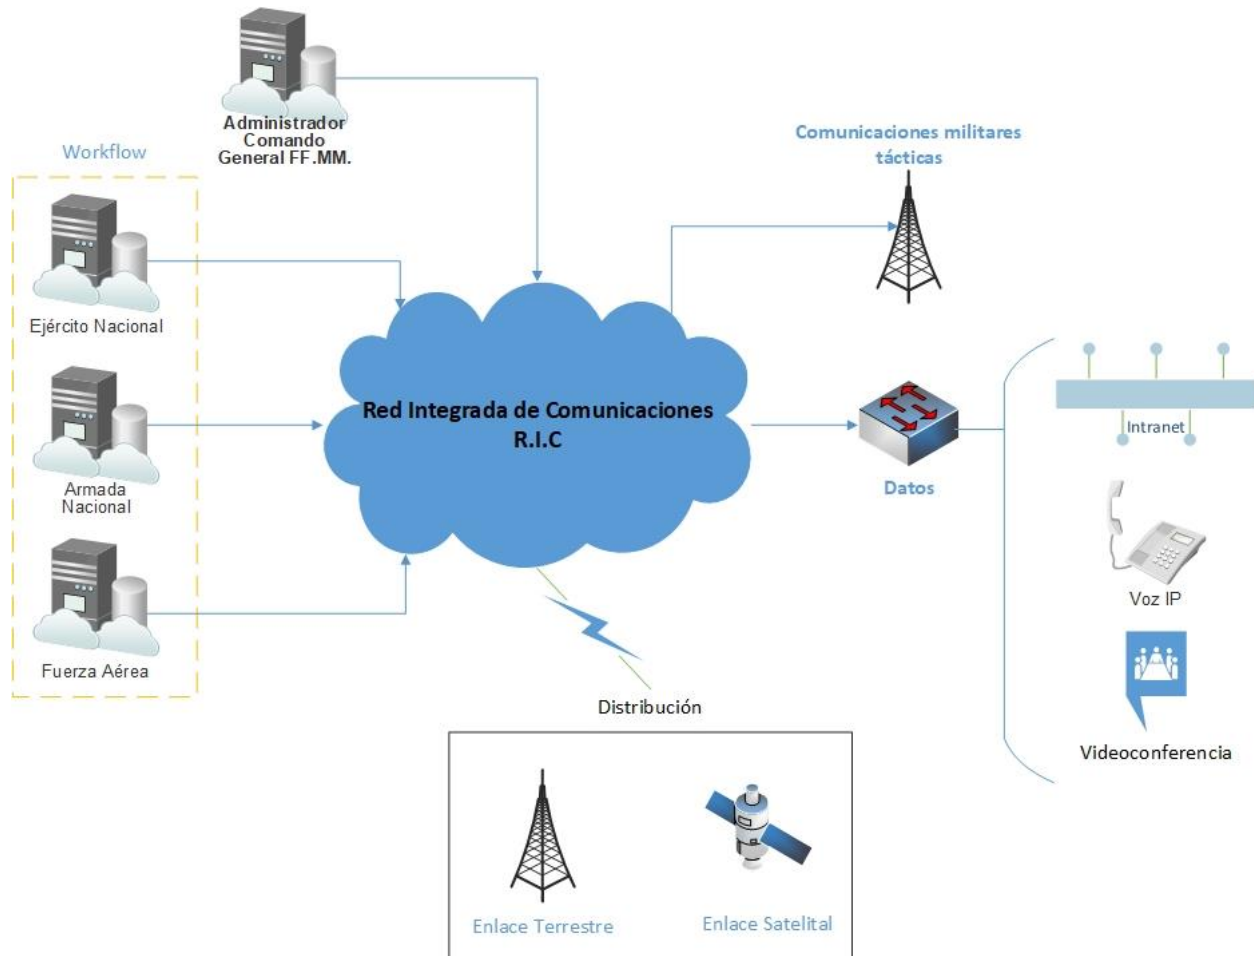 Administrador
Comando
General FF.MM.
Workflow
Ejército Nacional
Armada
Nacional
Fuerza Aérea
Red Integrada de Comunicaciones
R.I.C
Comunicaciones militares
tácticas
Datos
Intranet
Voz IP
Videoconferencia
Distribución
Enlace Terrestre
Enlace Satelital